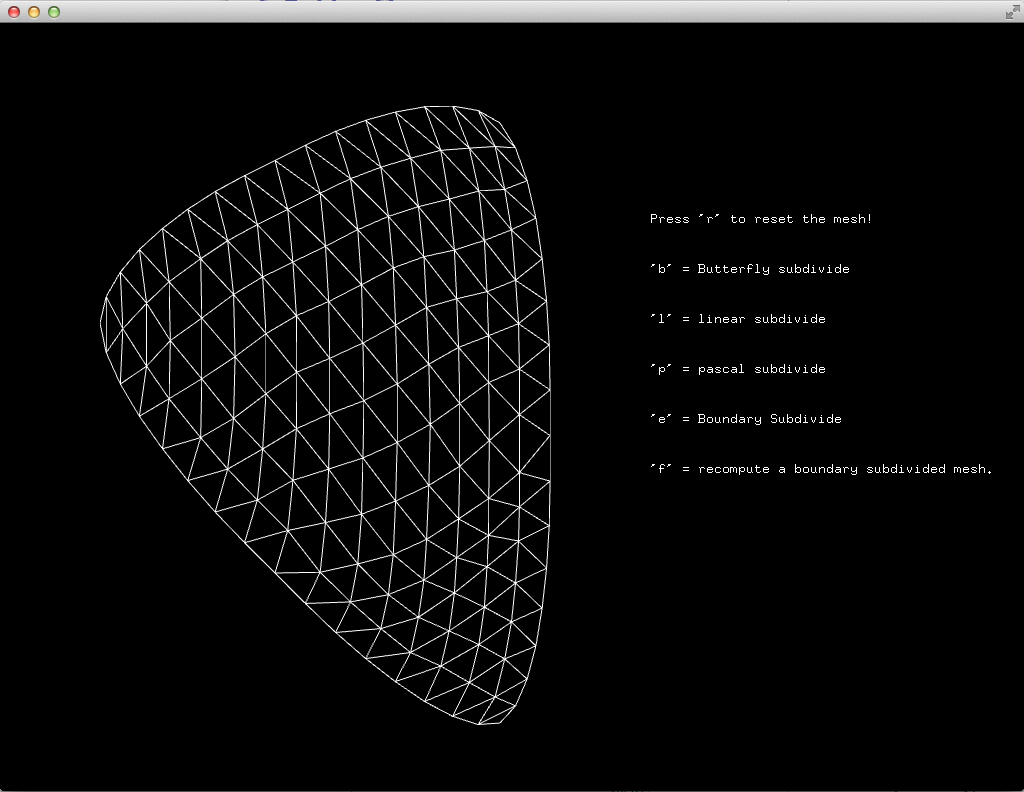 Press "r" to reset the mesh!
"b" = Butterfly subdivide
"l" = linear subdivide
"p" = pascal subdivide
"e" = Boundary Subdivide
"f" = recompute a boundary subdivided mesh.